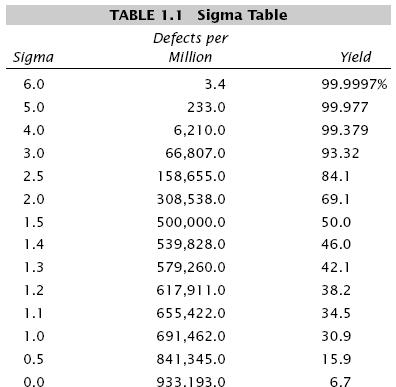 TABLE 1.1 Sigma Table
Defects per
Sigma Million Yield
6.0 3.4 99.9997%
5.0 233.0 99.977
4.0 6,210.0 99.379
3.0 66,807.0 93.32
2.5 158,655.0 84.1
2.0 308,538.0 69.1
1.5 500,000.0 50.0
1.4 539,828.0 46.0
1.3 579,260.0 42.1
1.2 617,911.0 38.2
1.1 655,422.0 34.5
1.0 691,462.0 30.9
0.5 841,345.0 15.9
0.0 933,193.0 6.7